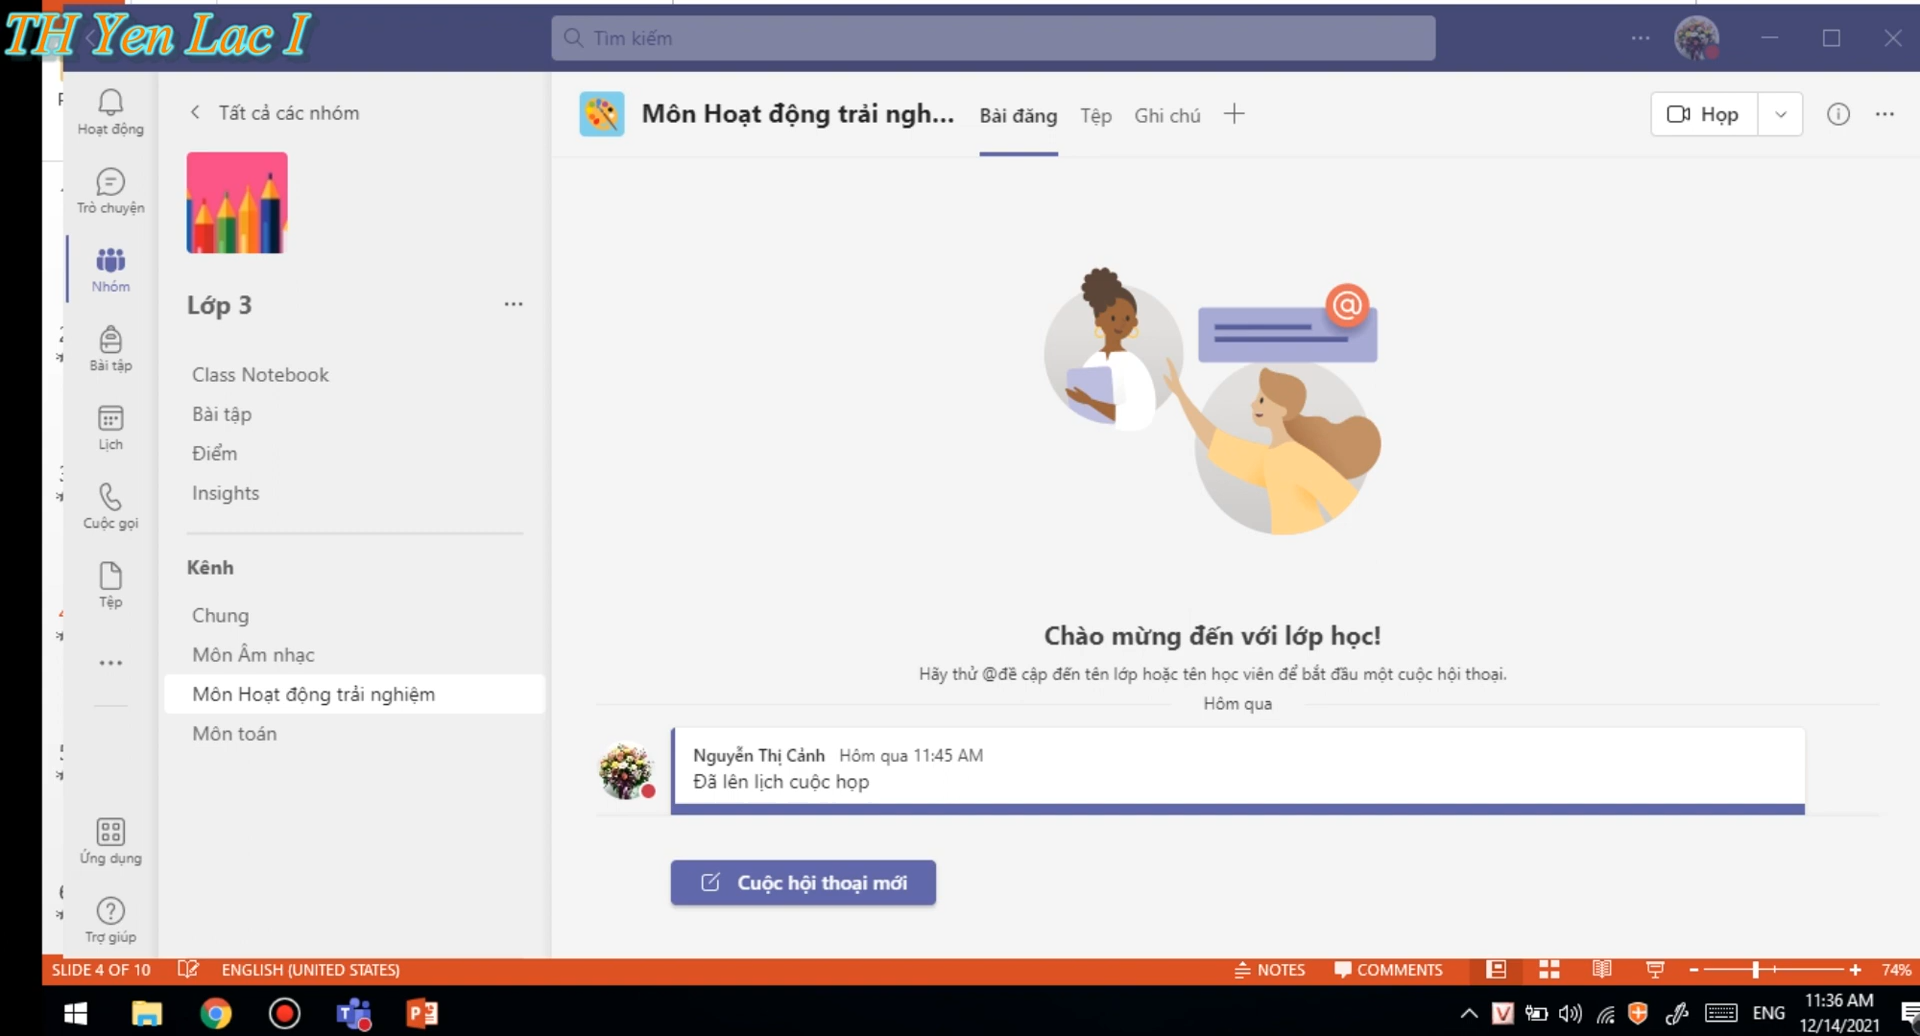 TH Yen Lac I
Tìm kiếm
Hoạt động
Trò chuyện
Nhóm
Bài tập
Lịch
Cuộc gọi
Tệp
Ứng dụng
Trợ giúp
Tất cả các nhóm
Lớp 3
Class Notebook
Bài tập
Điểm
Insights
Kênh
Chung
Môn Âm nhạc
Môn Hoạt động trải nghiệm
Môn toán
Môn Hoạt động trải ngh...
Bài đăng
Tệp
Ghi chú
Họp
@
Chào mừng đến với lớp học!
Hãy thử @đề cập đến tên lớp hoặc tên học viên để bắt đầu một cuộc hội thoại.
Hôm qua
Nguyễn Thị Cảnh Hôm qua 11:45 AM
Đã lên lịch cuộc họp
Cuộc hội thoại mới
SLIDE 4 OF 10
ENGLISH (UNITED STATES)
NOTES
COMMENTS
74%
ENG
11:36 AM
12/14/2021